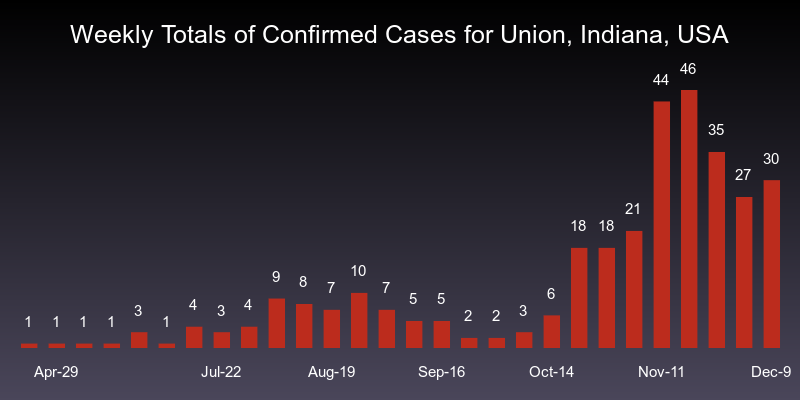 Weekly Totals of Confirmed Cases for Union, Indiana, USA
1 1 1 1 3 1 4 3 4 9 8 7 10 7 5 5 2 2 3 6 18 18 21 44 46 35 27 30
Apr-29 Jul-22 Aug-19 Sep-16 Oct-14 Nov-11 Dec-9